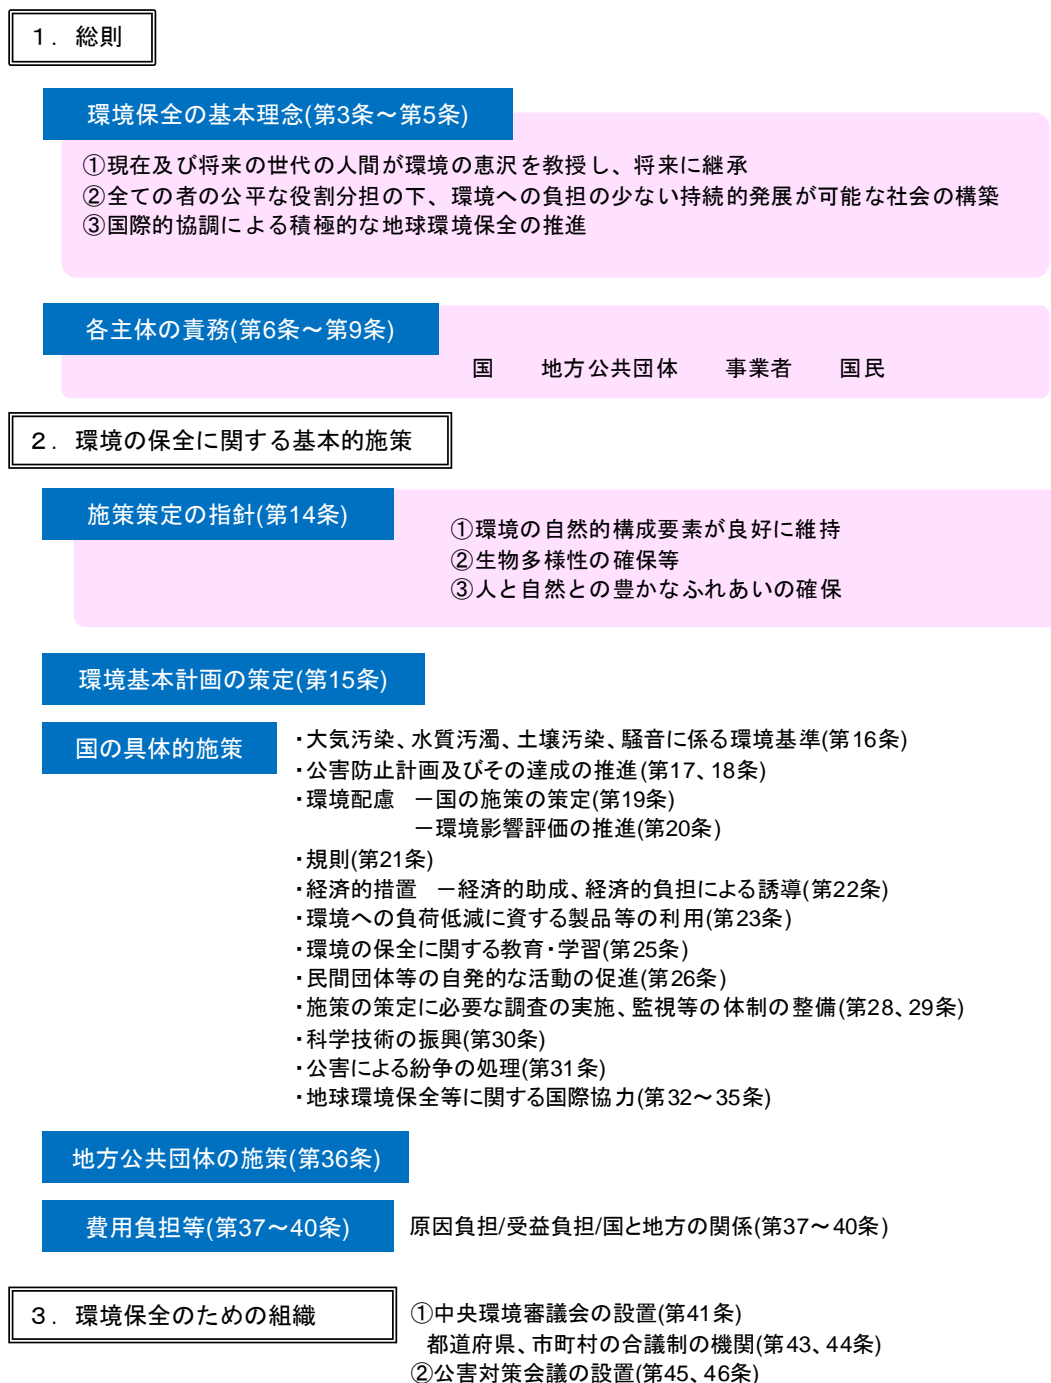 １．総則
環境保全の基本理念(第3条～第5条)
①現在及び将来の世代の人間が環境の恵沢を教授し、将来に継承
②全ての者の公平な役割分担の下、環境への負担の少ない持続的発展が可能な社会の構築
③国際的協調による積極的な地球環境保全の推進
各主体の責務(第6条～第9条)
国　　地方公共団体　　事業者　　国民
２．環境の保全に関する基本的施策
施策策定の指針(第14条)
①環境の自然的構成要素が良好に維持
②生物多様性の確保等
③人と自然との豊かなふれあいの確保
環境基本計画の策定(第15条)
国の具体的施策
・大気汚染、水質汚濁、土壌汚染、騒音に係る環境基準(第16条)
・公害防止計画及びその達成の推進(第17、18条)
・環境配慮　－国の施策の策定(第19条)
－環境影響評価の推進(第20条)
・規則(第21条)
・経済的措置　－経済的助成、経済的負担による誘導(第22条)
・環境への負荷低減に資する製品等の利用(第23条)
・環境の保全に関する教育・学習(第25条)
・民間団体等の自発的な活動の促進(第26条)
・施策の策定に必要な調査の実施、監視等の体制の整備(第28、29条)
・科学技術の振興(第30条)
・公害による紛争の処理(第31条)
・地球環境保全等に関する国際協力(第32～35条)
地方公共団体の施策(第36条)
費用負担等(第37～40条)
原因負担/受益負担/国と地方の関係(第37～40条)
３．環境保全のための組織
①中央環境審議会の設置(第41条)
都道府県、市町村の合議制の機関(第43、44条)
②公害対策会議の設置(第45、46条)